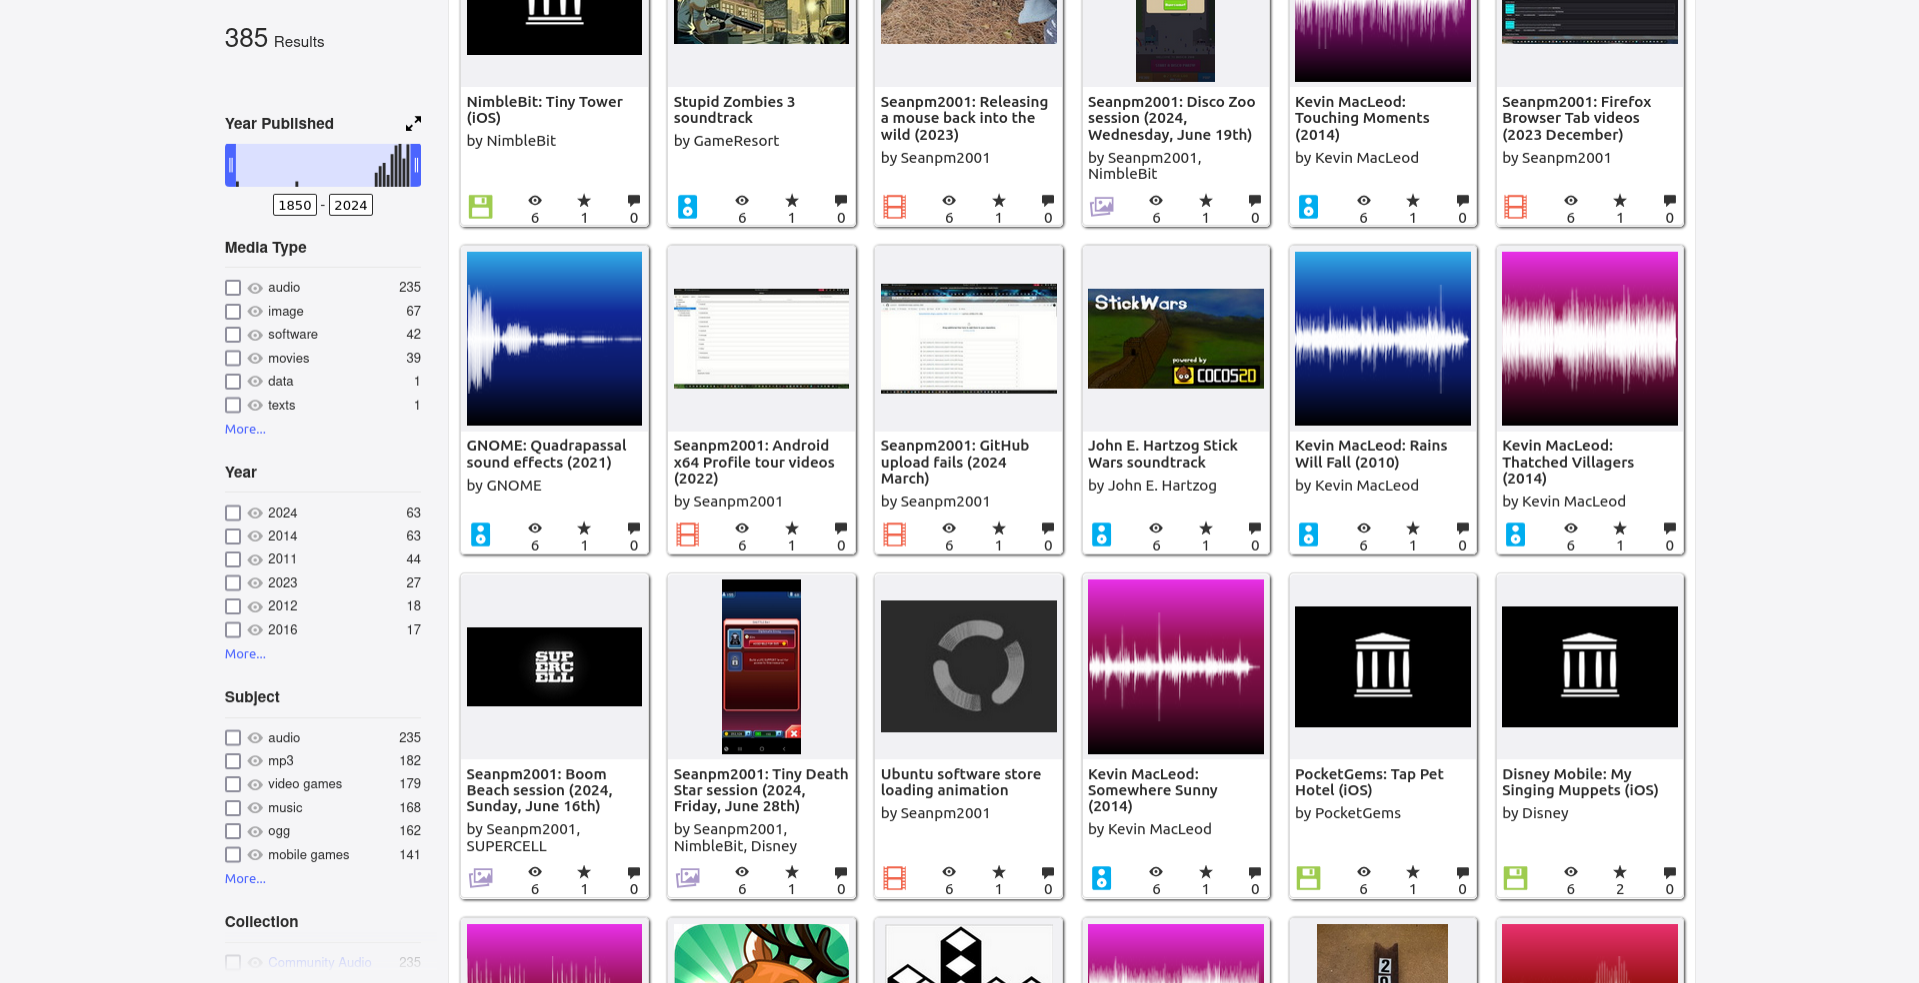 385 Results
Year Published
1850 - 2024
Media Type
audio 235
image 67
software 42
movies 39
data 1
texts 1
More...
Year
2024 63
2014 63
2011 44
2023 27
2012 18
2016 17
More...
Subject
audio 235
mp3 182
video games 179
music 168
ogg 162
mobile games 141
More...
Collection
Community Audio 235
NimbleBit: Tiny Tower
(iOS)
by NimbleBit
6 1 0
Stupid Zombies 3
soundtrack
by GameResort
6 1 0
Seanpm2001: Releasing
a mouse back into the
wild (2023)
by Seanpm2001
6 1 0
Seanpm2001: Disco Zoo
session (2024,
Wednesday, June 19th)
by Seanpm2001,
NimbleBit
6 1 0
Kevin MacLeod:
Touching Moments
(2014)
by Kevin MacLeod
6 1 0
Seanpm2001: Firefox
Browser Tab videos
(2023 December)
by Seanpm2001
6 1 0
GNOME: Quadrapassal
sound effects (2021)
by GNOME
6 1 0
Seanpm2001: Android
x64 Profile tour videos
(2022)
by Seanpm2001
6 1 0
Seanpm2001: GitHub
upload fails (2024
March)
by Seanpm2001
6 1 0
StickWars
powered by
COCOS2D
John E. Hartzog Stick
Wars soundtrack
by John E. Hartzog
6 1 0
Kevin MacLeod: Rains
Will Fall (2010)
by Kevin MacLeod
6 1 0
Kevin MacLeod:
Thatched Villagers
(2014)
by Kevin MacLeod
6 1 0
SUP
ERC
ELL
Seanpm2001: Boom
Beach session (2024,
Sunday, June 16th)
by Seanpm2001,
SUPERCELL
6 1 0
Seanpm2001: Tiny Death
Star session (2024,
Friday, June 28th)
by Seanpm2001,
NimbleBit, Disney
6 1 0
Ubuntu software store
loading animation
by Seanpm2001
6 1 0
Kevin MacLeod:
Somewhere Sunny
(2014)
by Kevin MacLeod
6 1 0
PocketGems: Tap Pet
Hotel (iOS)
by PocketGems
6 1 0
Disney Mobile: My
Singing Muppets (iOS)
by Disney
6 2 0